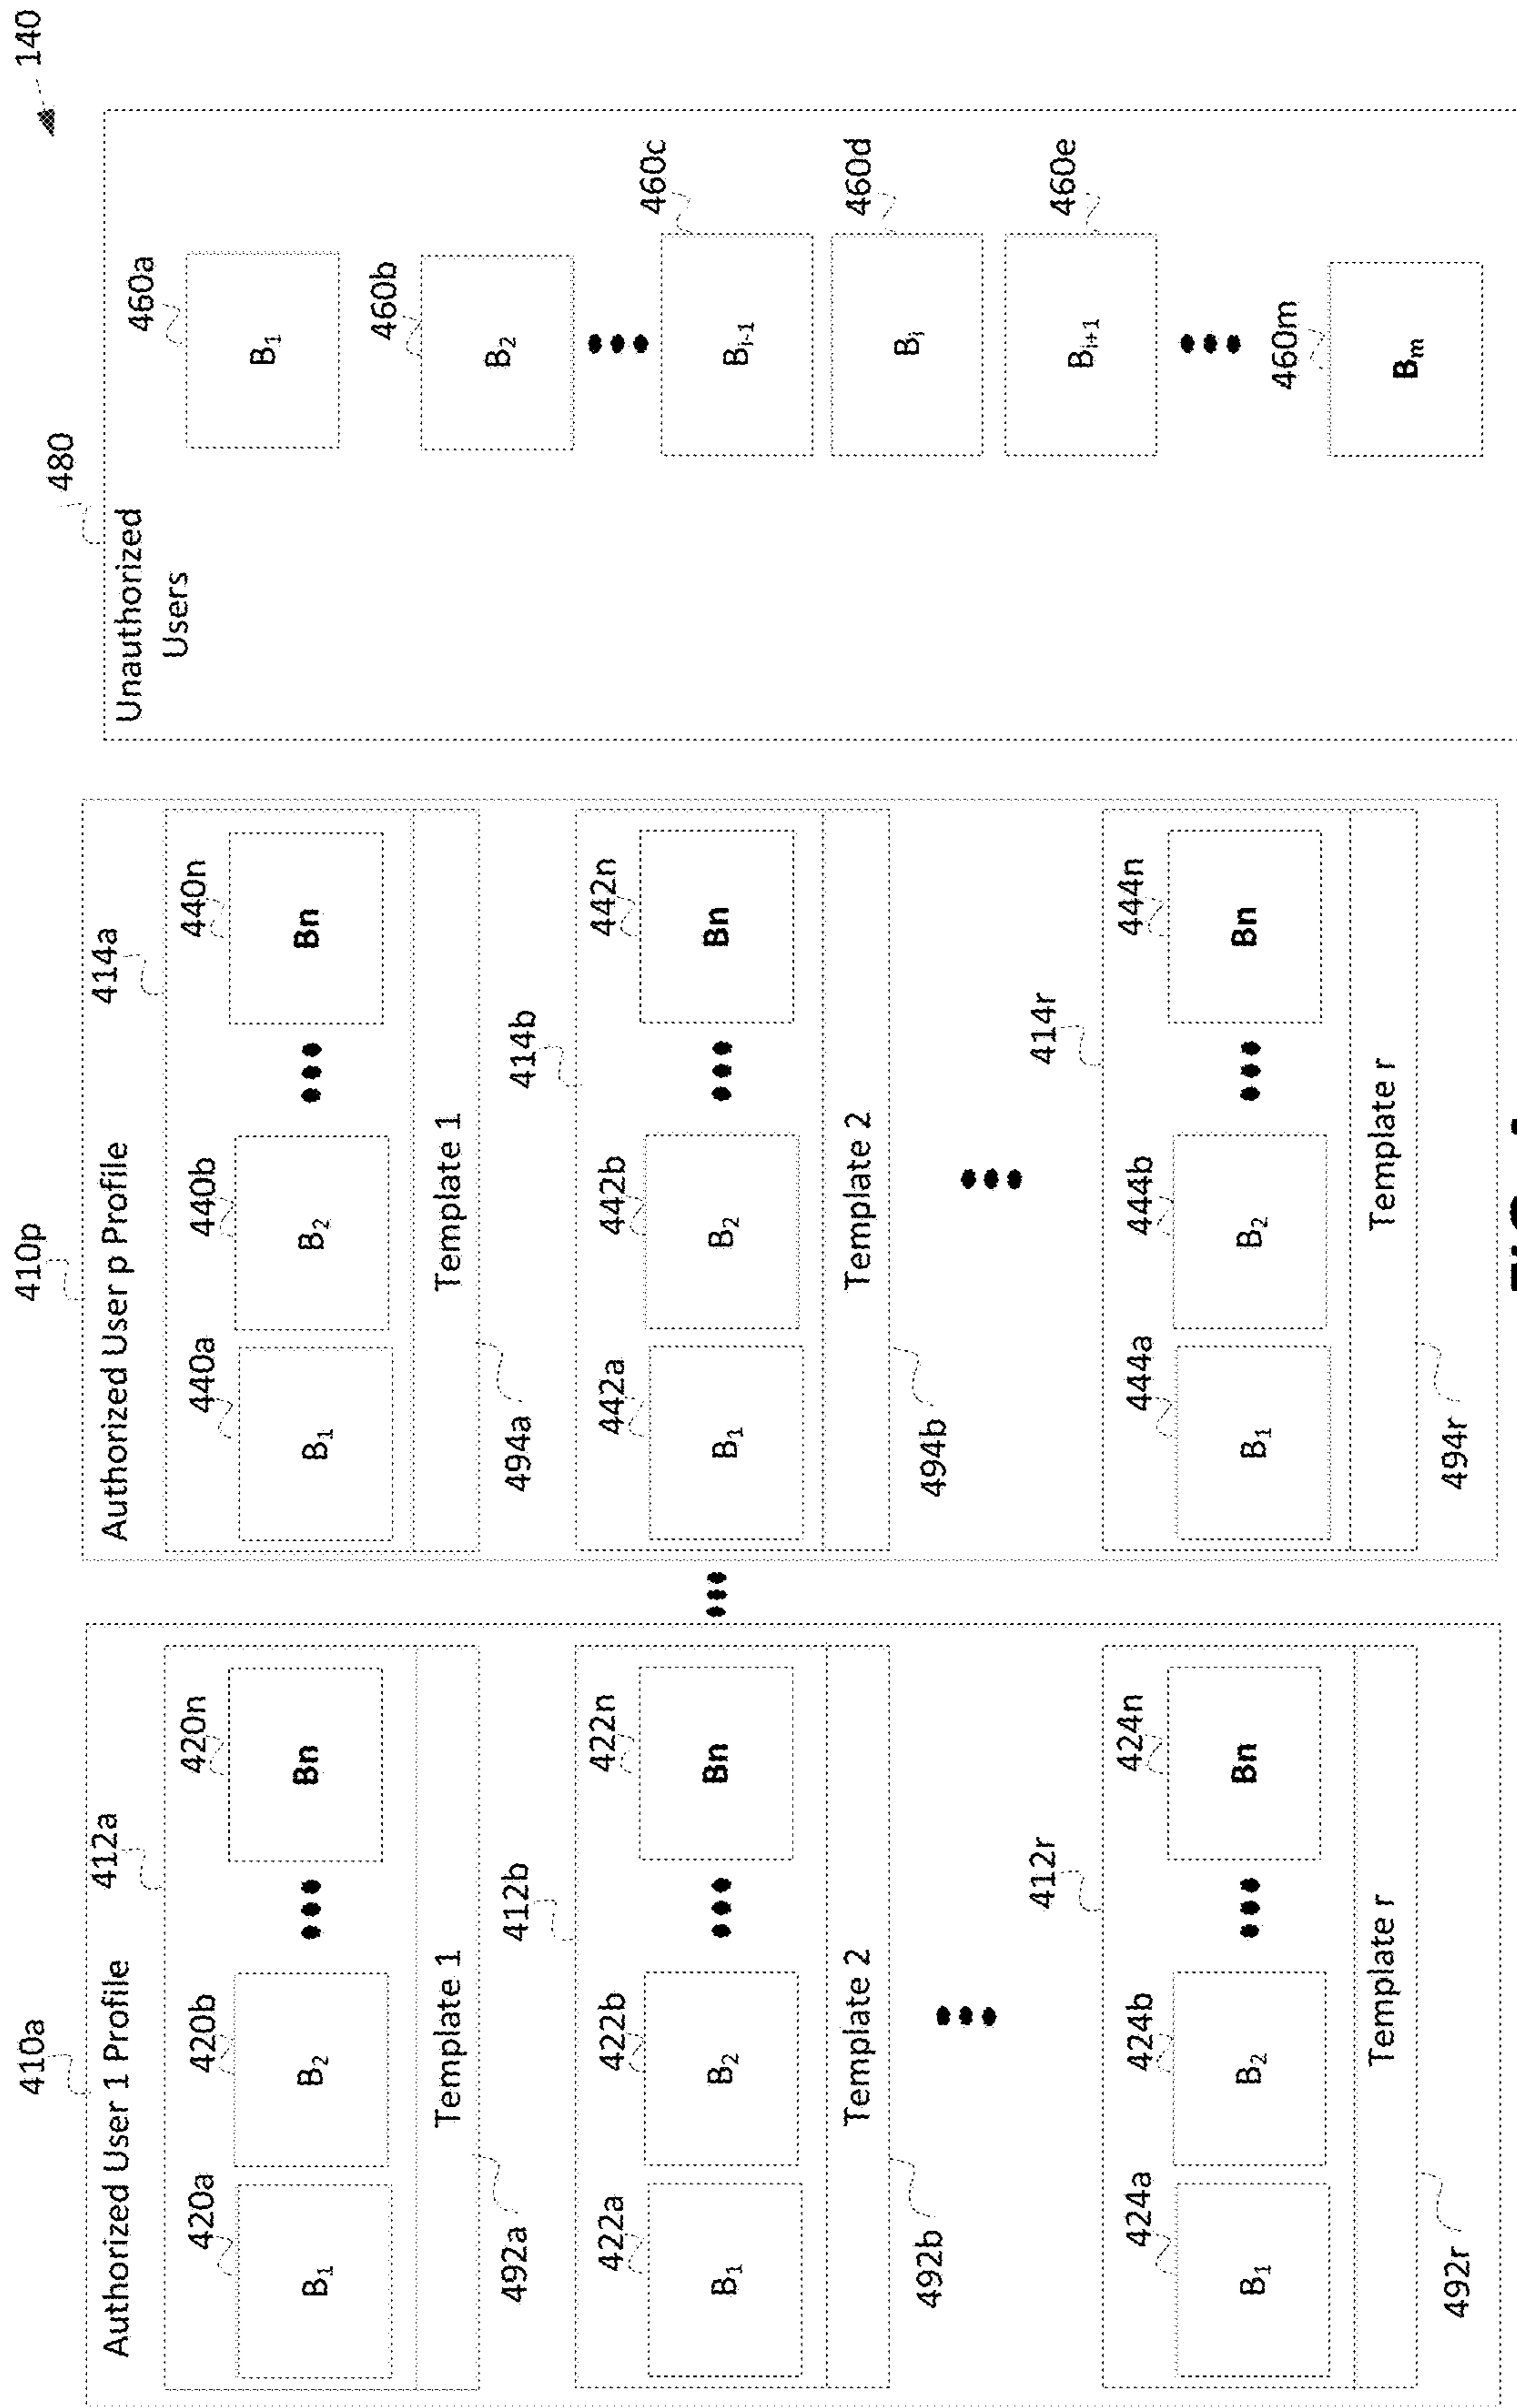 140
410a
Authorized User 1 Profile
412a
420a
420b
420n
B₁
B₂
Bn
Template 1
492a
412b
422a
422b
422n
B₁
B₂
Bn
Template 2
492b
412r
424a
424b
424n
B₁
B₂
Bn
Template r
492r
410p
Authorized User p Profile
414a
440a
440b
440n
B₁
B₂
Bn
Template 1
494a
414b
442a
442b
442n
B₁
B₂
Bn
Template 2
494b
414r
444a
444b
444n
B₁
B₂
Bn
Template r
494r
480
Unauthorized
Users
460a
B₁
460b
B₂
460c
Bᵢ₋₁
460d
Bᵢ
460e
Bᵢ₊₁
460m
Bₘ